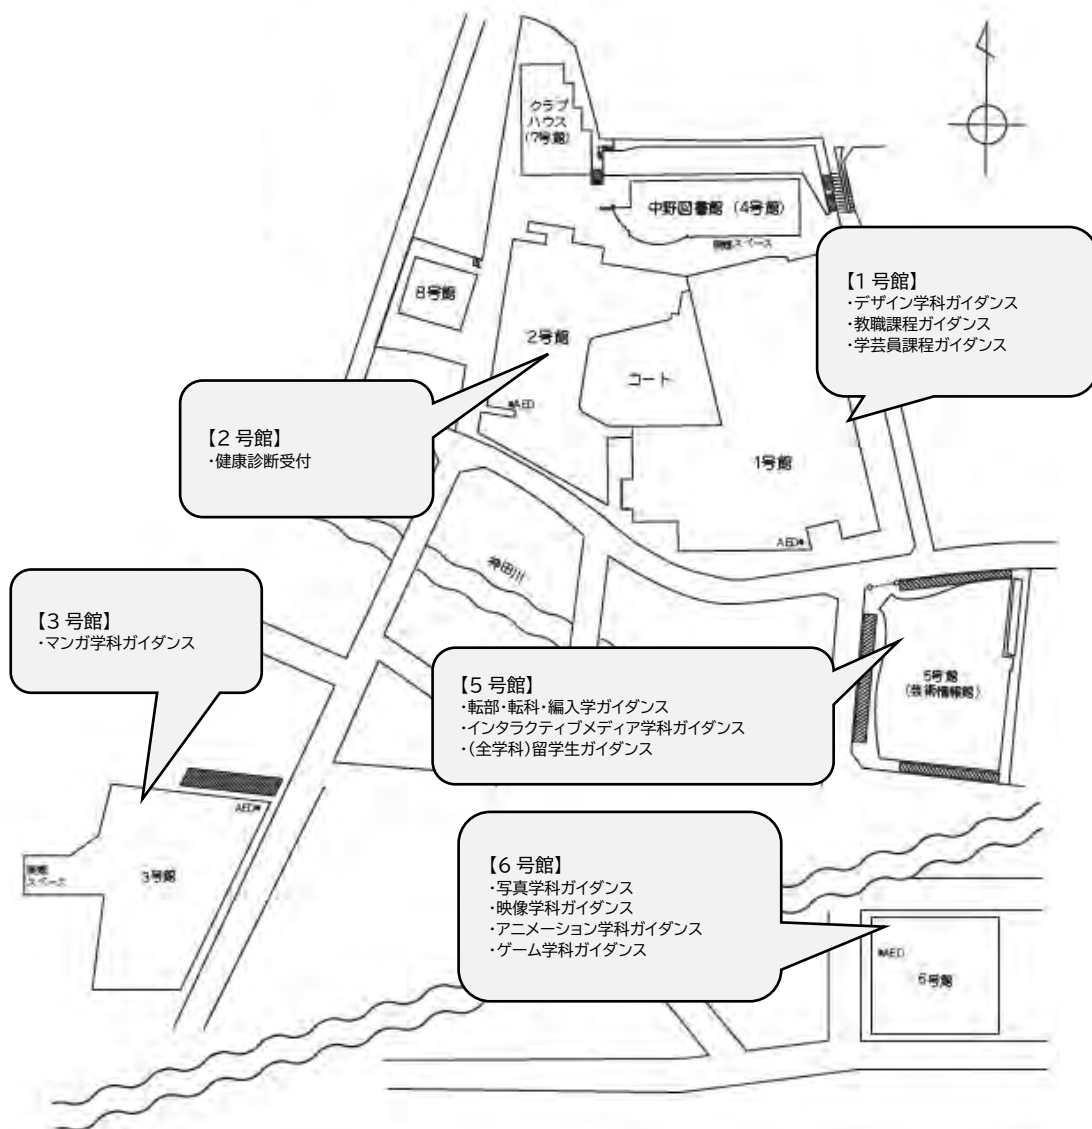 クラブ
ハウス
(7号館)
中野図書館 (4号館)
喫煙スペース
【1号館】
・デザイン学科ガイダンス
・教職課程ガイダンス
・学芸員課程ガイダンス
8号館
2号館
コート
AED
【2号館】
・健康診断受付
1号館
AED
神田川
【3号館】
・マンガ学科ガイダンス
【5号館】
・転部・転科・編入学ガイダンス
・インタラクティブメディア学科ガイダンス
・(全学科)留学生ガイダンス
5号館
(芸術情報館)
AED
喫煙
スペース
3号館
【6号館】
・写真学科ガイダンス
・映像学科ガイダンス
・アニメーション学科ガイダンス
・ゲーム学科ガイダンス
AED
6号館